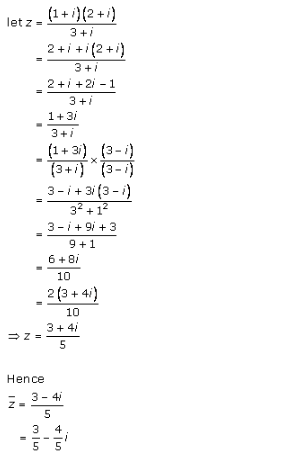 let z = ((1 + i)(2 + i))/(3 + i)
= (2 + i + i(2 + i))/(3 + i)
= (2 + i + 2i − 1)/(3 + i)
= (1 + 3i)/(3 + i)
= ((1 + 3i)/(3 + i)) × ((3 − i)/(3 − i))
= (3 − i + 3i(3 − i))/(3² + 1²)
= (3 − i + 9i + 3)/(9 + 1)
= (6 + 8i)/10
= (2(3 + 4i))/10
⇒ z = (3 + 4i)/5
Hence
z̅ = (3 − 4i)/5
= 3/5 − 4/5 i